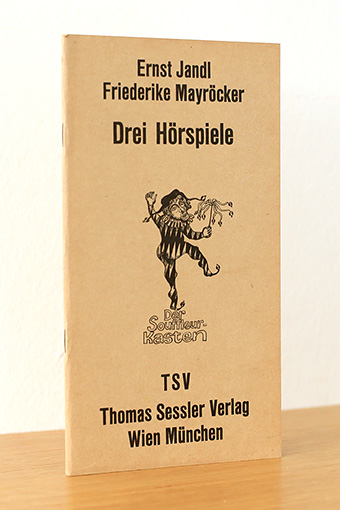 Ernst Jandl
Friederike Mayröcker
Drei Hörspiele
Der
Souffleur-
Kasten
TSV
Thomas Sessler Verlag
Wien München